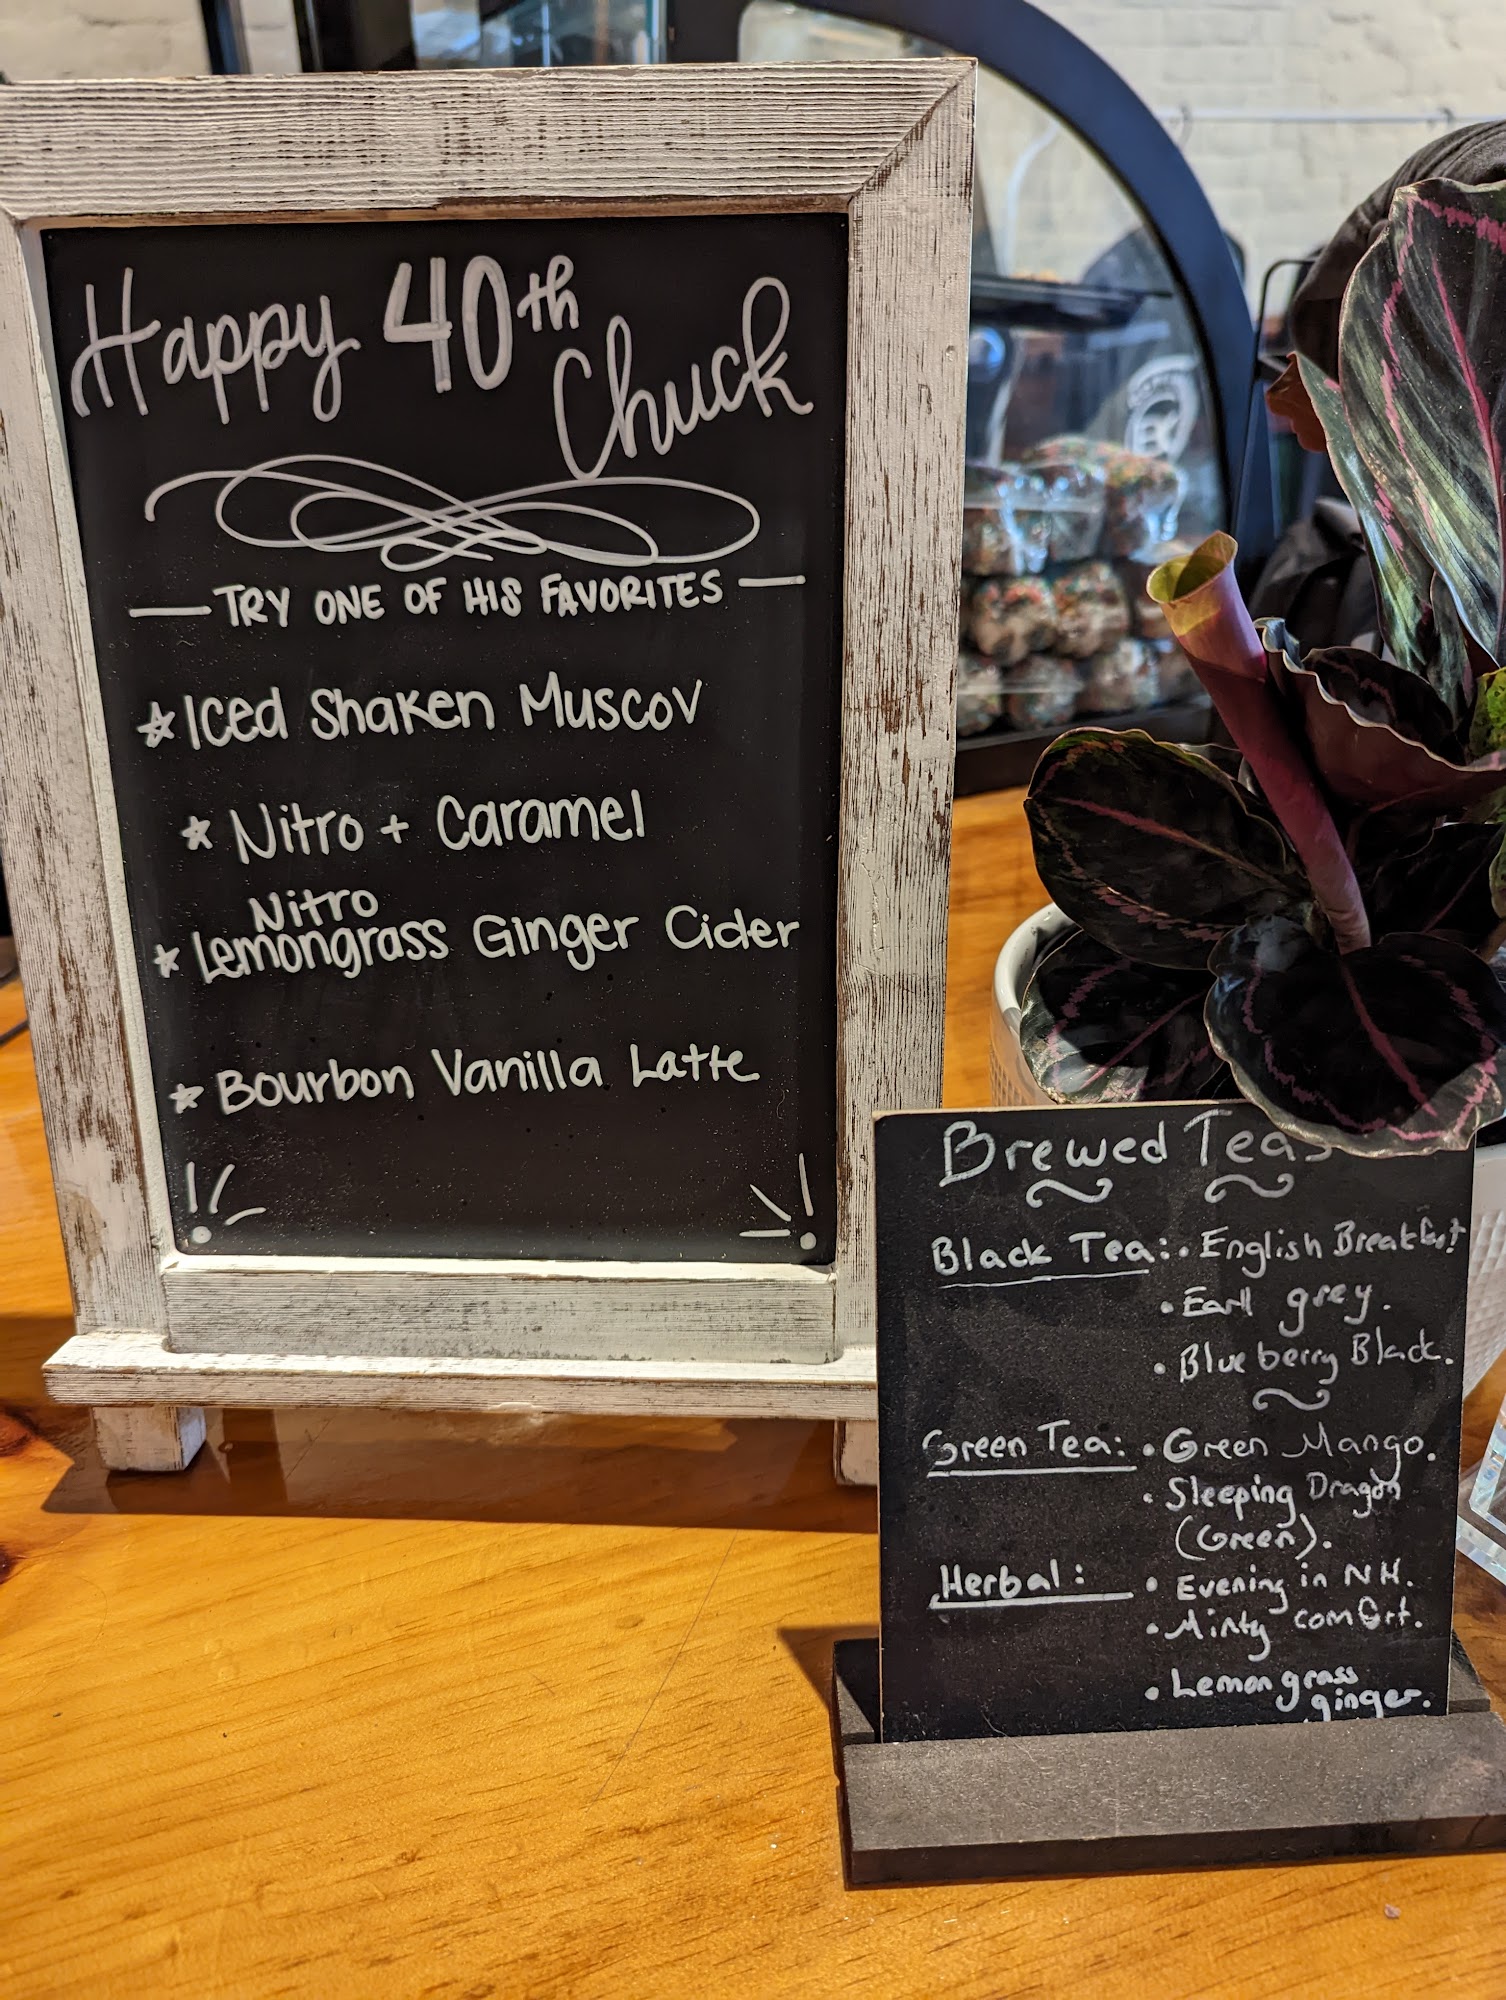 Happy 40th
Chuck
TRY ONE OF HIS FAVORITES
Iced Shaken Muscov
Nitro + Caramel
Nitro
Lemongrass Ginger Cider
Bourbon Vanilla Latte
Brewed Teas
Black Tea: • English Breakfast
• Earl grey.
• Blueberry Black.
Green Tea: • Green Mango.
• Sleeping Dragon
(Green).
Herbal: • Evening in NH.
• Minty comfort.
• Lemongrass
ginger.